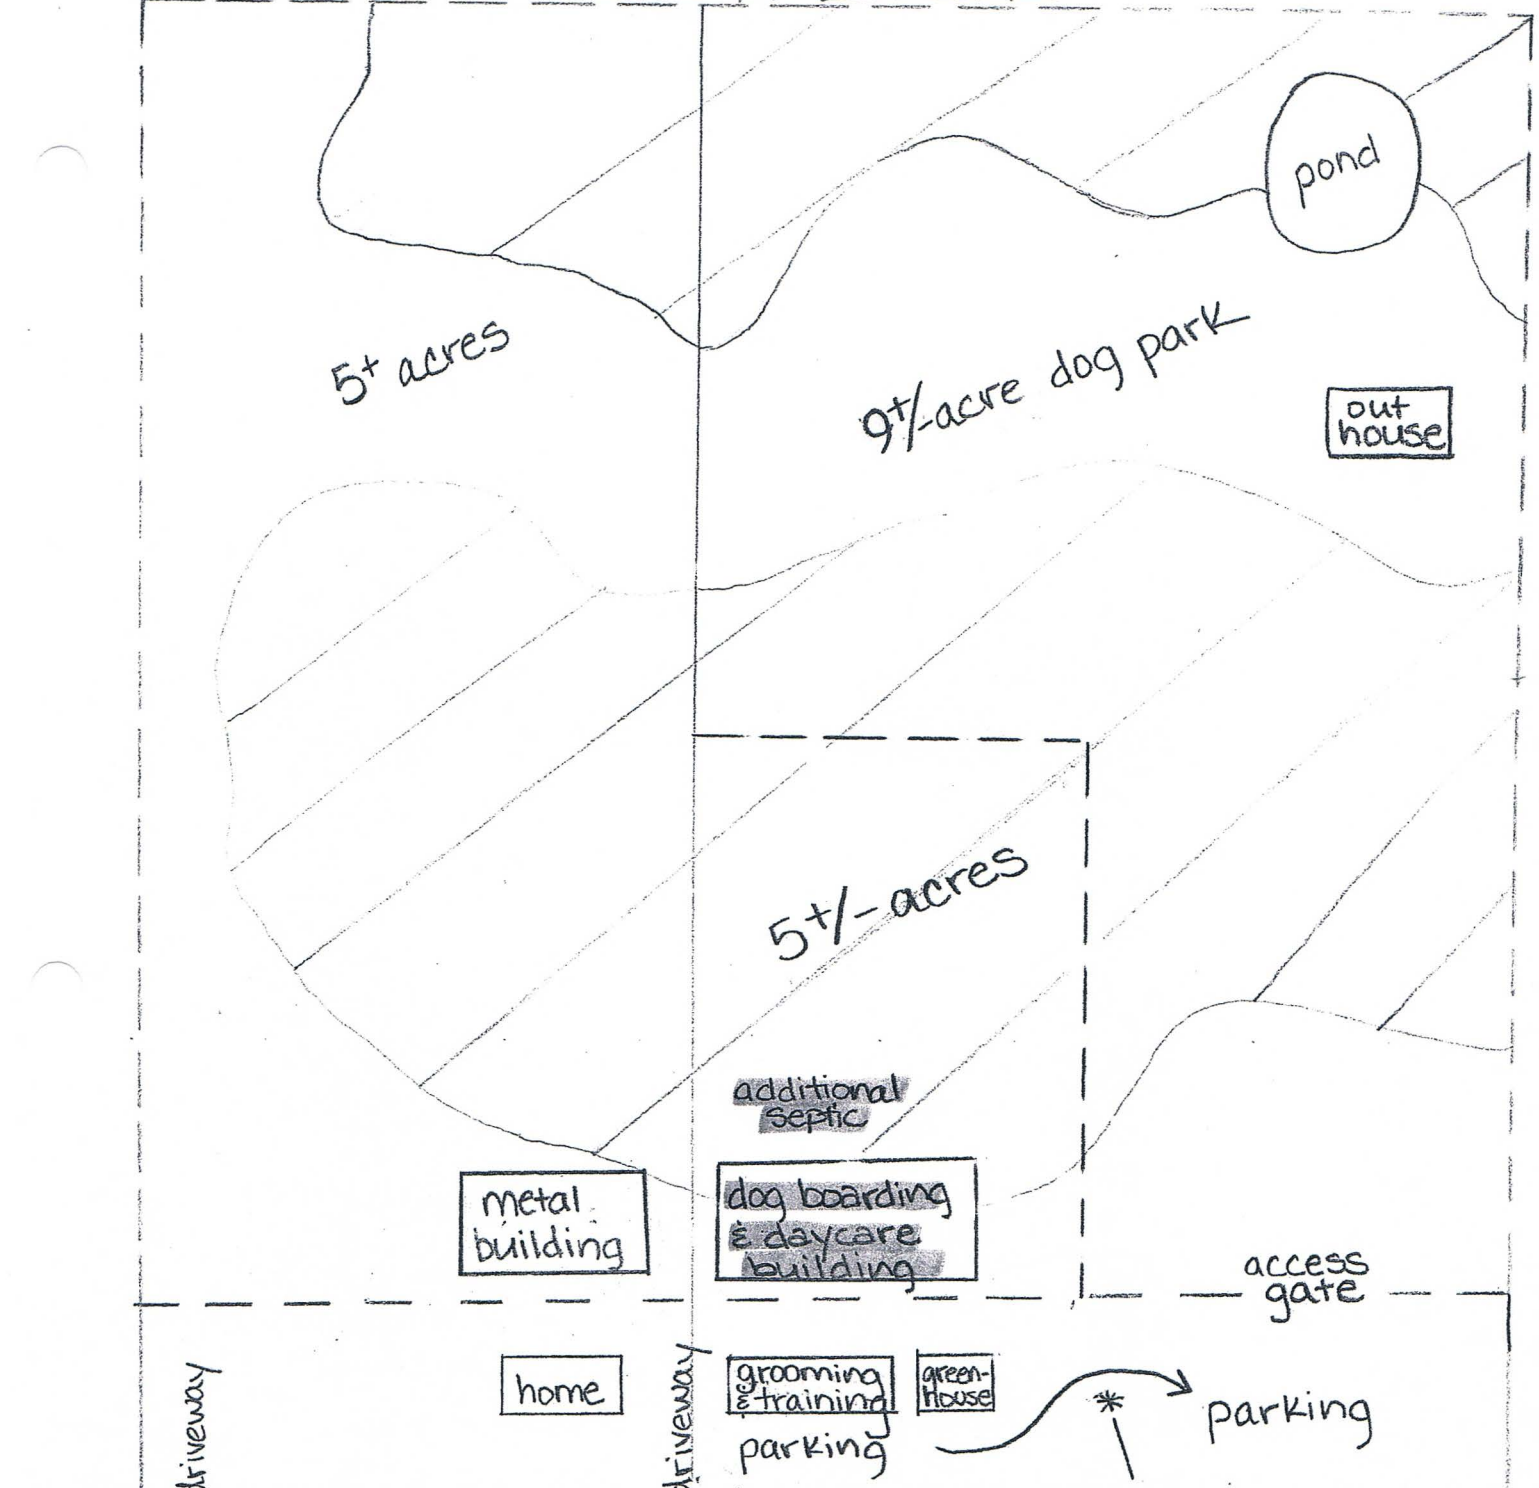 pond
5+ acres
9+/-acre dog park
out
house
5+/- acres
additional
septic
metal
building
dog boarding
& daycare
building
access
gate
driveway
home
driveway
grooming
& training
parking
green-
house
*
parking